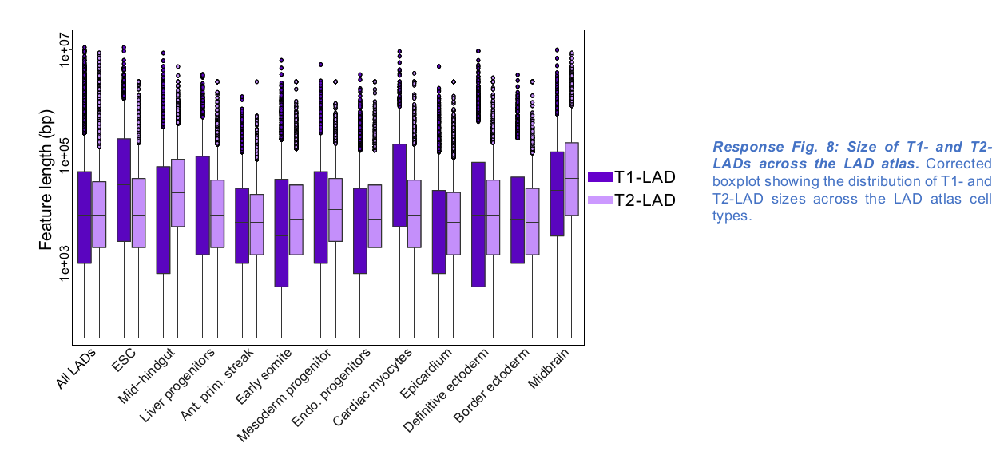 1e+07
1e+05
1e+03
Feature length (bp)
All LADs
ESC
Mid−hindgut
Liver progenitors
Ant. prim. streak
Early somite
Mesoderm progenitor
Endo. progenitors
Cardiac myocytes
Epicardium
Definitive ectoderm
Border ectoderm
Midbrain
T1-LAD
T2-LAD
Response Fig. 8: Size of T1- and T2-
LADs across the LAD atlas. Corrected
boxplot showing the distribution of T1- and
T2-LAD sizes across the LAD atlas cell
types.